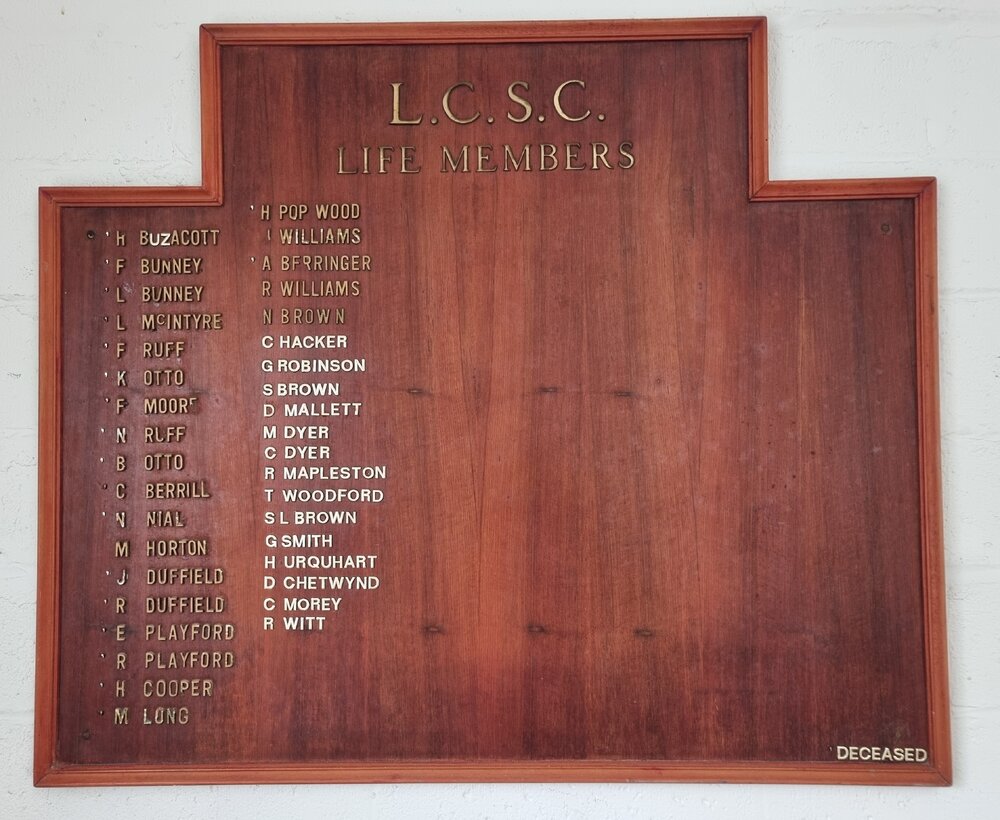 L.C.S.C.
LIFE MEMBERS
' H BUZACOTT
' F BUNNEY
' L BUNNEY
' L McINTYRE
' F RUFF
' K OTTO
' F MOORE
' N RUFF
' B OTTO
' C BERRILL
' N NIAL
M HORTON
' J DUFFIELD
' R DUFFIELD
' E PLAYFORD
' R PLAYFORD
' H COOPER
' M LONG
' H POP WOOD
WILLIAMS
' A BERRINGER
R WILLIAMS
N BROWN
C HACKER
G ROBINSON
S BROWN
D MALLETT
M DYER
C DYER
R MAPLESTON
T WOODFORD
S L BROWN
G SMITH
H URQUHART
D CHETWYND
C MOREY
R WITT
'DECEASED